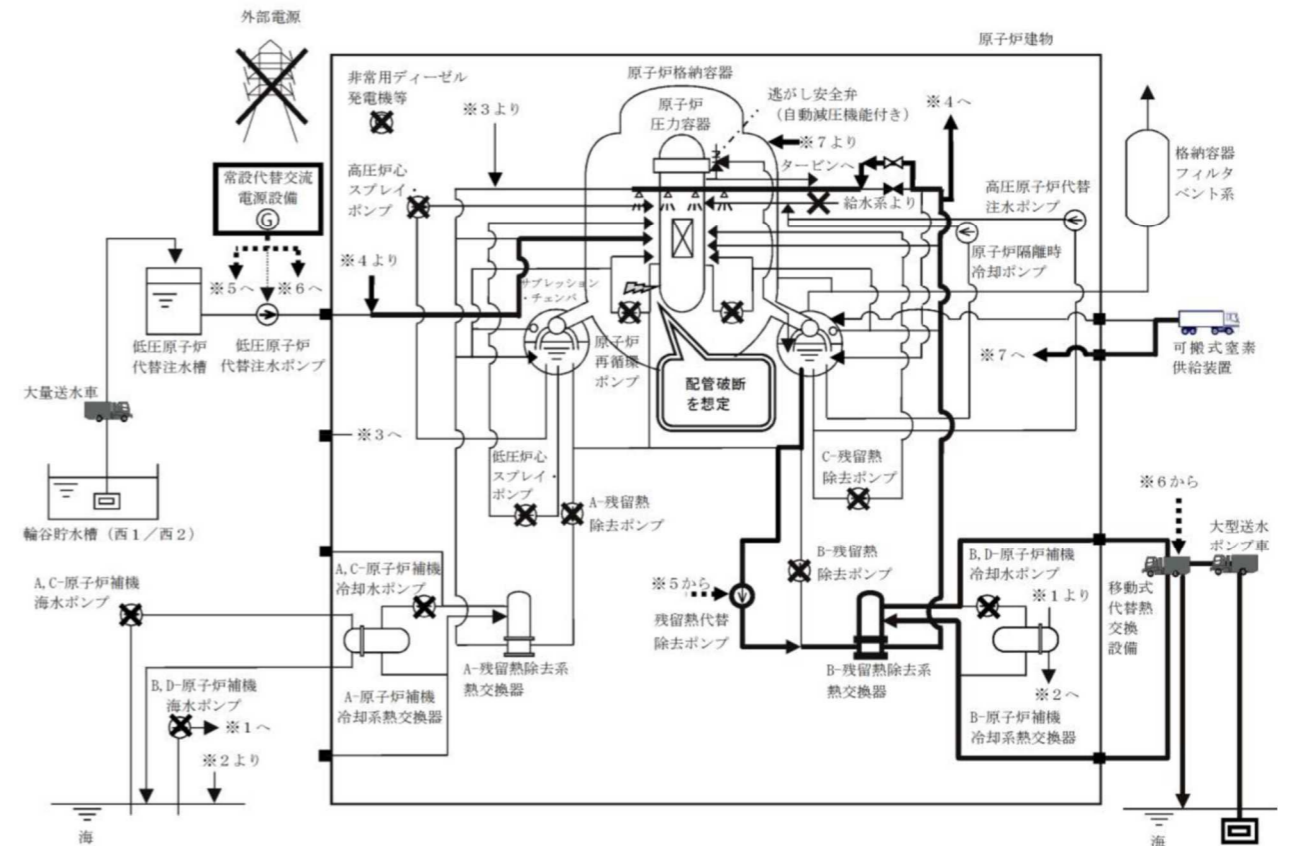 外部電源
原子炉建物
非常用ディーゼル
発電機等
※3より
原子炉格納容器
原子炉
圧力容器
逃がし安全弁
(自動減圧機能付き)
※4へ
※7より
タービンへ
格納容器
フィルタ
ベント系
常設代替交流
電源設備
G
高圧炉心
スプレイ・
ポンプ
給水系より
高圧原子炉代替
注水ポンプ
原子炉隔離時
冷却ポンプ
※5へ
※6へ
※4より
サプレッション
・チェンバ
低圧原子炉
代替注水槽
低圧原子炉
代替注水ポンプ
原子炉
再循環
ポンプ
配管破断
を想定
※7へ
可搬式窒素
供給装置
大量送水車
※3へ
低圧炉心
スプレイ・
ポンプ
A-残留熱
除去ポンプ
C-残留熱
除去ポンプ
輪谷貯水槽(西1/西2)
※6から
大型送水
ポンプ車
A,C-原子炉補機
海水ポンプ
A,C-原子炉補機
冷却水ポンプ
※5から
残留熱代替
除去ポンプ
B-残留熱
除去ポンプ
B,D-原子炉補機
冷却水ポンプ
※1より
移動式
代替熱
交換
設備
A-残留熱除去系
熱交換器
B-残留熱除去系
熱交換器
※2へ
B,D-原子炉補機
海水ポンプ
※1へ
A-原子炉補機
冷却系熱交換器
B-原子炉補機
冷却系熱交換器
※2より
海
海